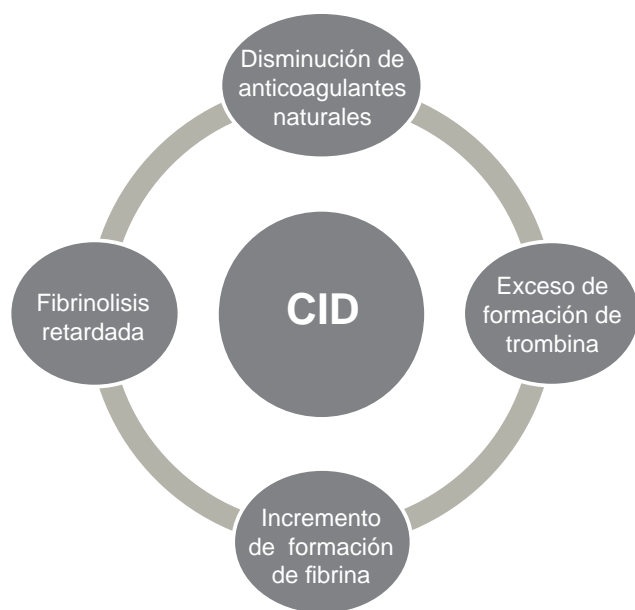 Disminución de
anticoagulantes
naturales
Fibrinolisis
retardada
CID
Exceso de
formación de
trombina
Incremento
de formación
de fibrina